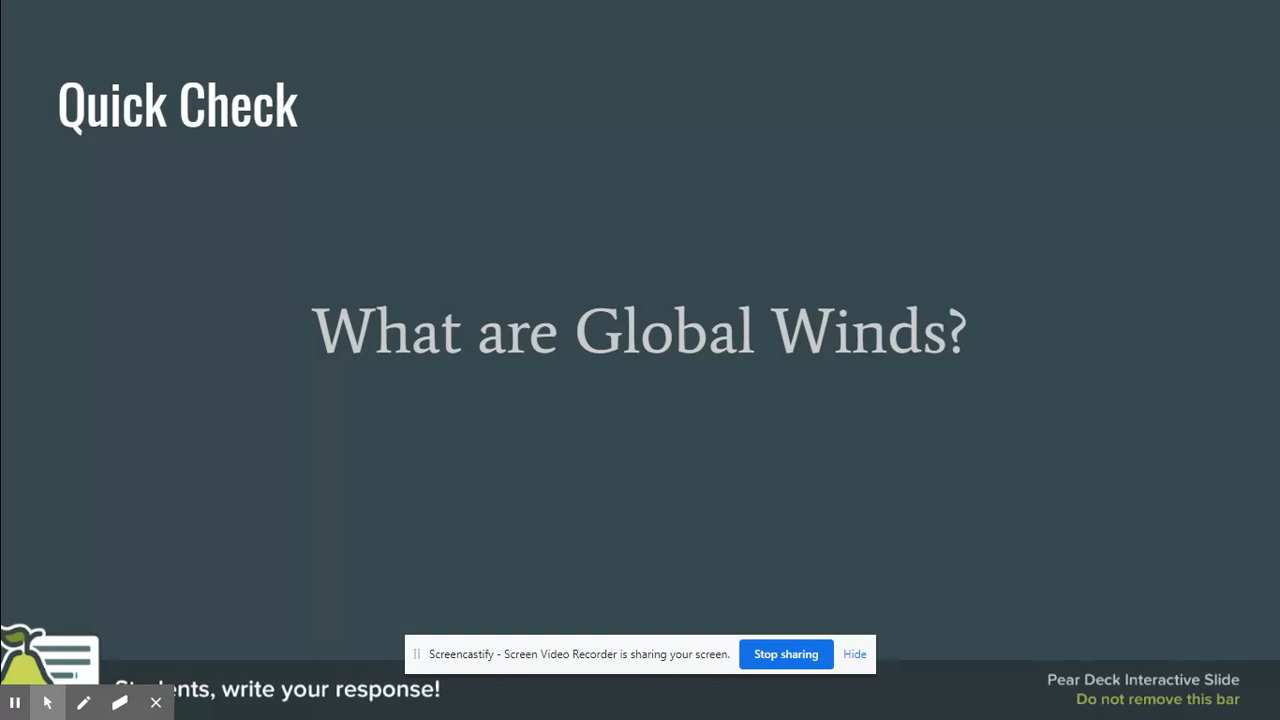 Quick Check
What are Global Winds?
Screencastify - Screen Video Recorder is sharing your screen.
Stop sharing
Hide
Students, write your response!
Pear Deck Interactive Slide
Do not remove this bar